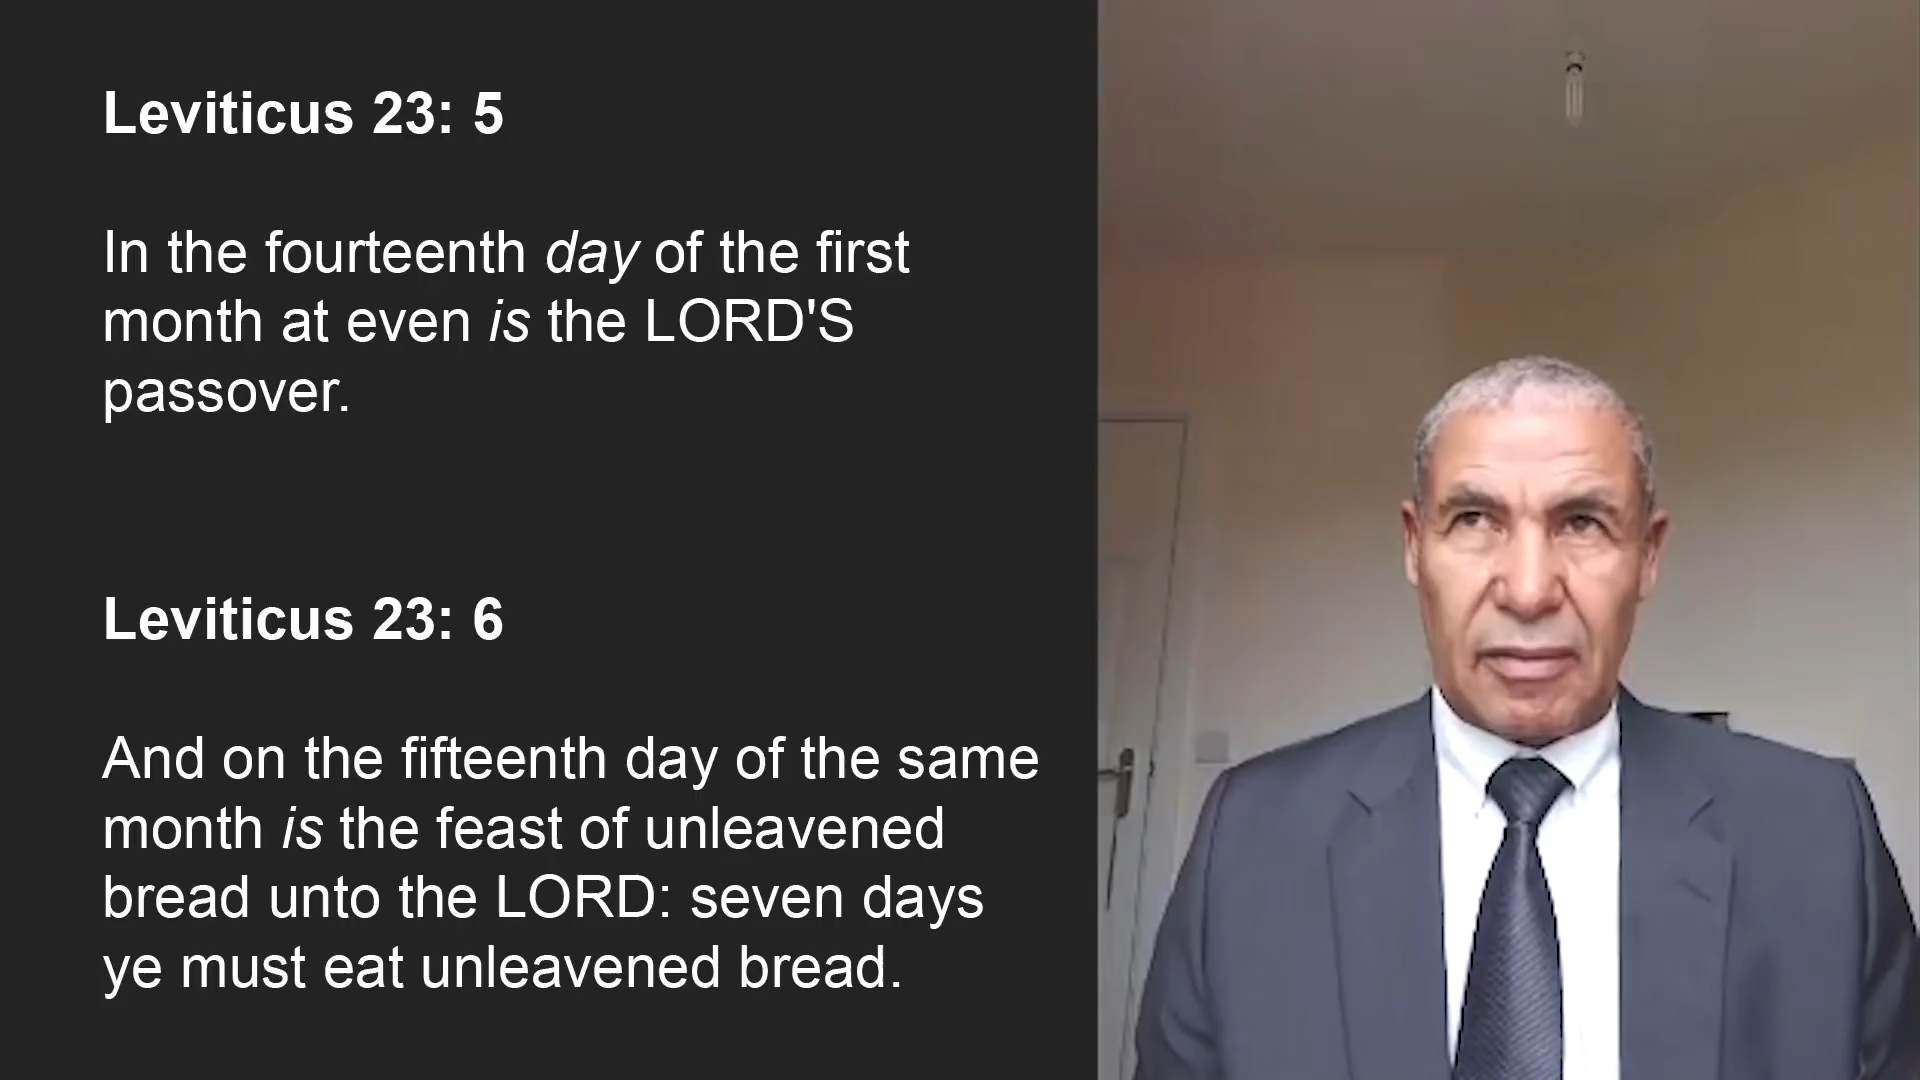 Leviticus 23: 5
In the fourteenth day of the first
month at even is the LORD'S
passover.
Leviticus 23: 6
And on the fifteenth day of the same
month is the feast of unleavened
bread unto the LORD: seven days
ye must eat unleavened bread.